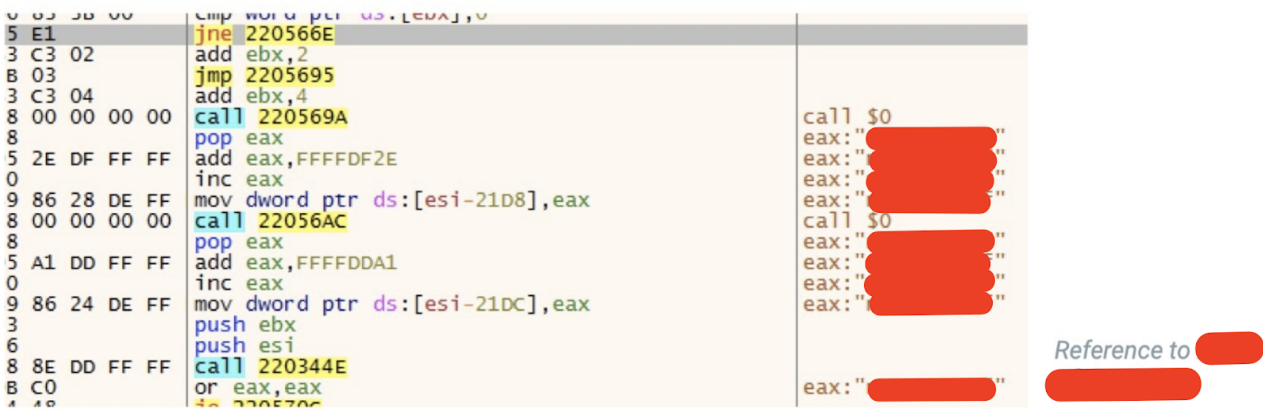 5 E1 jne 220566E
3 C3 02 add ebx,2
B 03 jmp 2205695
3 C3 04 add ebx,4
8 00 00 00 00 call 220569A call $0
8 pop eax eax:" "
5 2E DF FF FF add eax,FFFFDF2E eax:" "
0 inc eax eax:" "
9 86 28 DE FF mov dword ptr ds:[esi-21D8],eax eax:" "
8 00 00 00 00 call 22056AC call $0
8 pop eax eax:" "
5 A1 DD FF FF add eax,FFFFDDA1 eax:" "
0 inc eax eax:" "
9 86 24 DE FF mov dword ptr ds:[esi-21DC],eax eax:" "
3 push ebx
6 push esi
8 8E DD FF FF call 220344E
B C0 or eax,eax eax:" "
Reference to